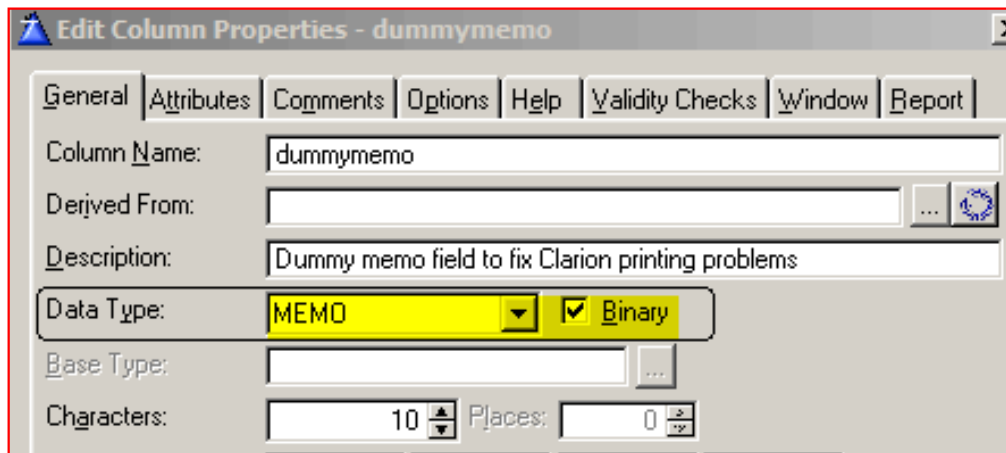 Edit Column Properties - dummymemo
General Attributes Comments Options Help Validity Checks Window Report
Column Name: dummymemo
Derived From: ...
Description: Dummy memo field to fix Clarion printing problems
Data Type: MEMO Binary
Base Type: ...
Characters: 10 Places: 0